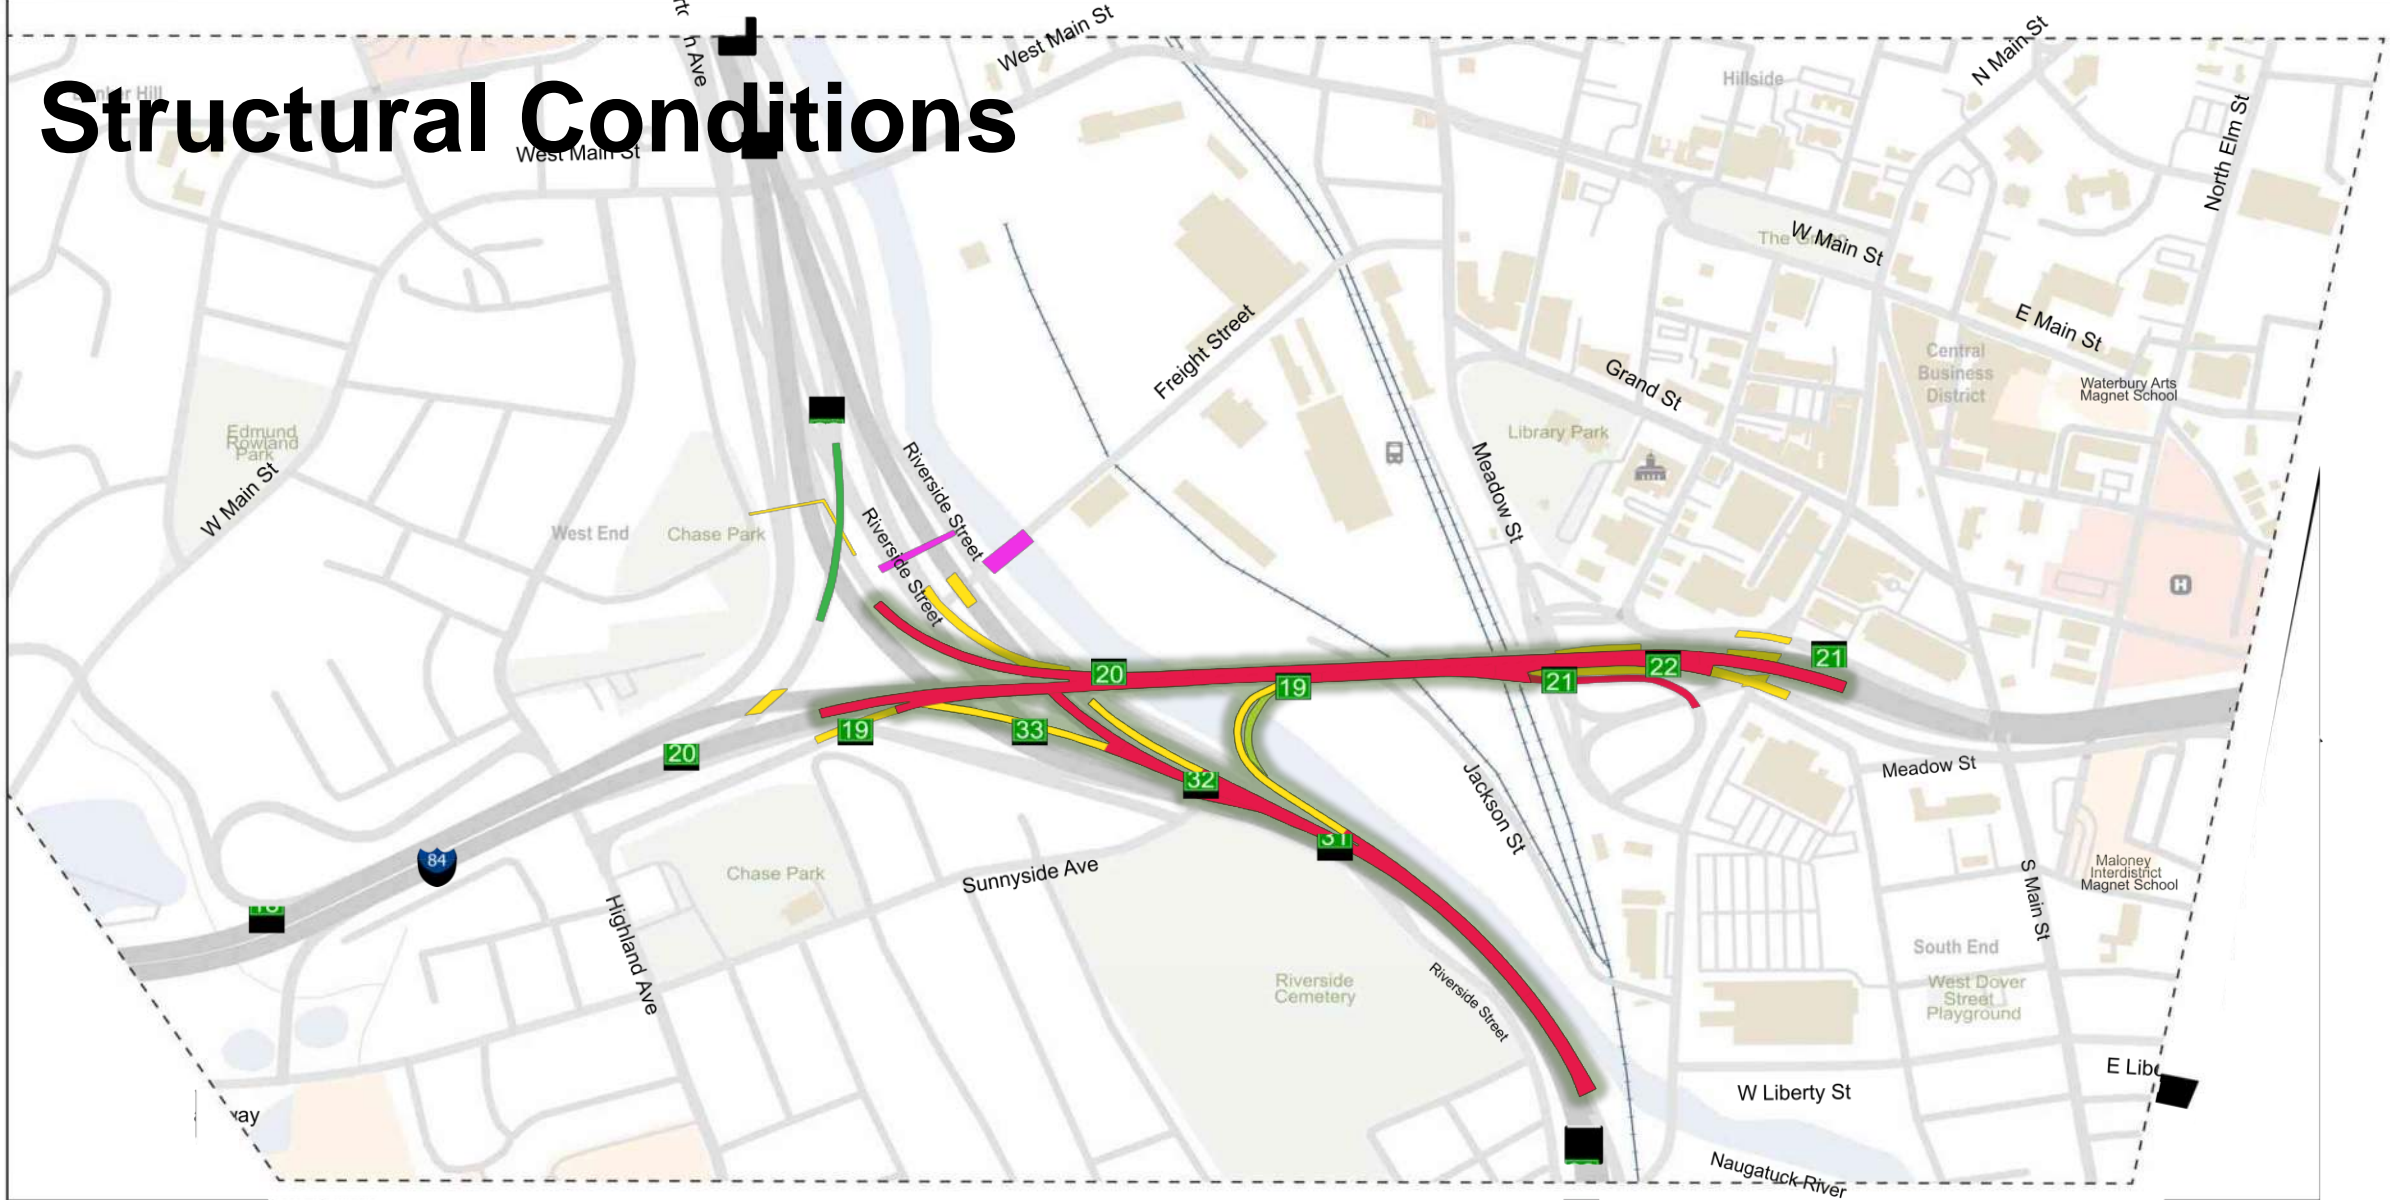 West Main St
n Ave
N Main St
Hillside
Structural Conditions
West Main St
North Elm St
W Main St
The Green
E Main St
Freight Street
Central
Business
District
Grand St
Waterbury Arts
Magnet School
Library Park
Edmund
Rowland
Park
W Main St
Meadow St
Riverside Street
West End
Chase Park
Riverside Street
H
20
19
21
22
21
19
33
20
32
31
Meadow St
Jackson St
84
Chase Park
Sunnyside Ave
Maloney
Interdistrict
Magnet School
S Main St
Highland Ave
South End
Riverside
Cemetery
Riverside Street
West Dover
Street
Playground
W Liberty St
way
Naugatuck River